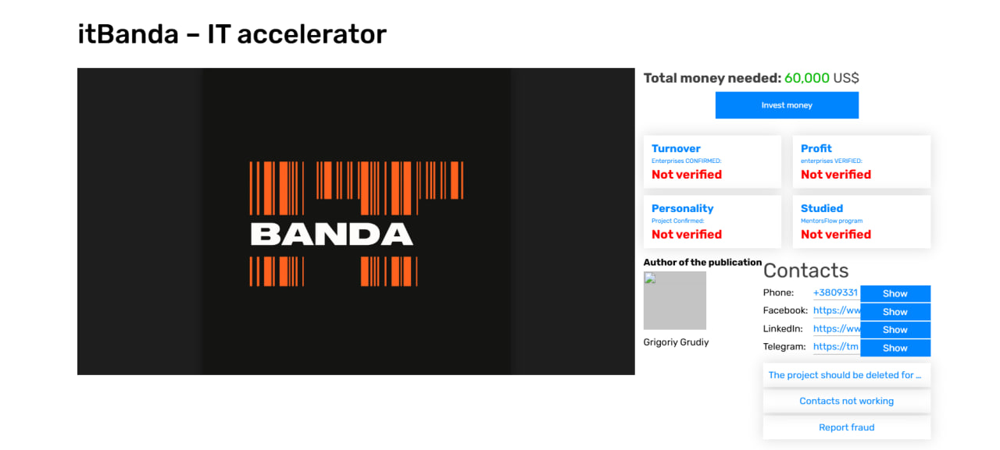 itBanda – IT accelerator
BANDA
Total money needed: 60,000 US$
Invest money
Turnover
Enterprises CONFIRMED:
Not verified
Profit
enterprises VERIFIED:
Not verified
Personality
Project Confirmed:
Not verified
Studied
MentorsFlow program
Not verified
Author of the publication
Grigoriy Grudiy
Contacts
Phone: +3809331 Show
Facebook: https://ww Show
LinkedIn: https://ww Show
Telegram: https://tm Show
The project should be deleted for ...
Contacts not working
Report fraud